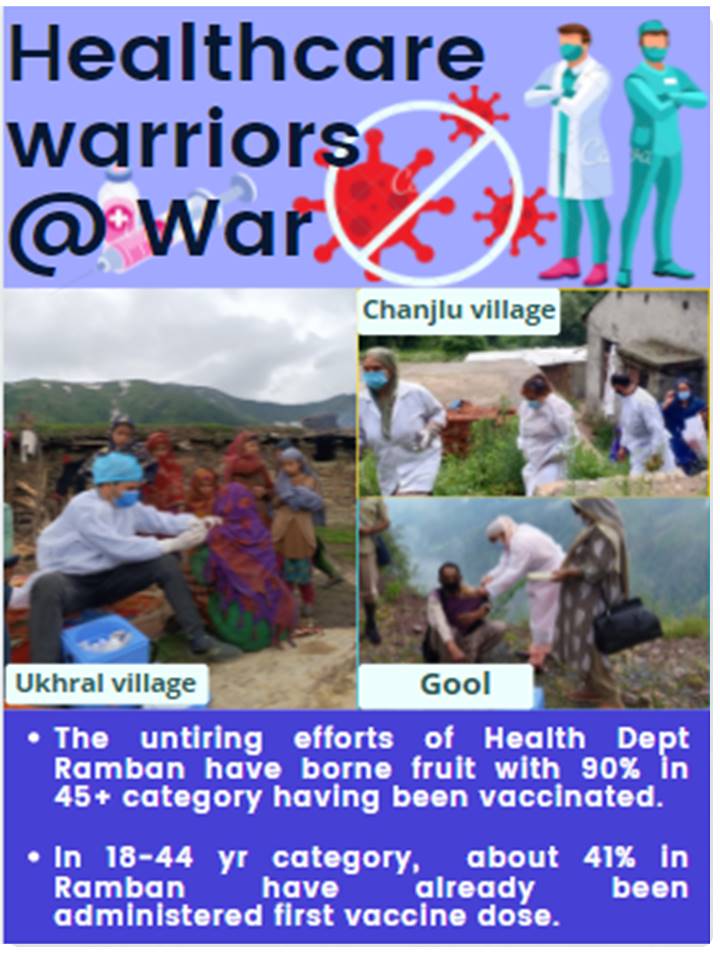 Healthcare
warriors
@ War
Chanjlu village
Ukhral village
Gool
• The untiring efforts of Health Dept
Ramban have borne fruit with 90% in
45+ category having been vaccinated.
• In 18-44 yr category, about 41% in
Ramban have already been
administered first vaccine dose.